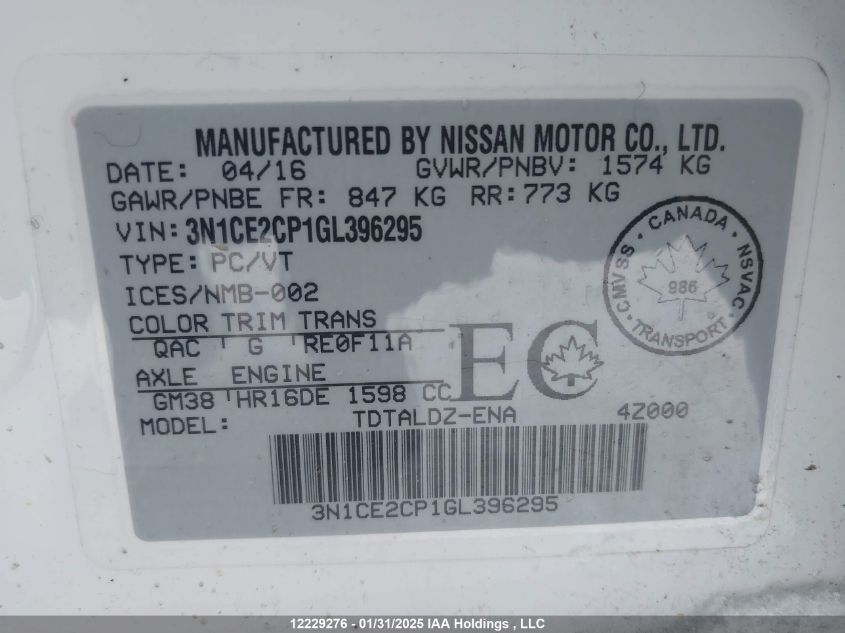 MANUFACTURED BY NISSAN MOTOR CO., LTD.
DATE: 04/16 GVWR/PNBV: 1574 KG
GAWR/PNBE FR: 847 KG RR: 773 KG
VIN: 3N1CE2CP1GL396295
TYPE: PC/VT
ICES/NMB-002
COLOR TRIM TRANS
QAC G RE0F11A
AXLE ENGINE
GM38 HR16DE 1598 CC
MODEL: TDTALDZ-ENA 4Z000
3N1CE2CP1GL396295
EC
CANADA
CMVSS NSVAC
986
TRANSPORT
12229276 - 01/31/2025 IAA Holdings , LLC